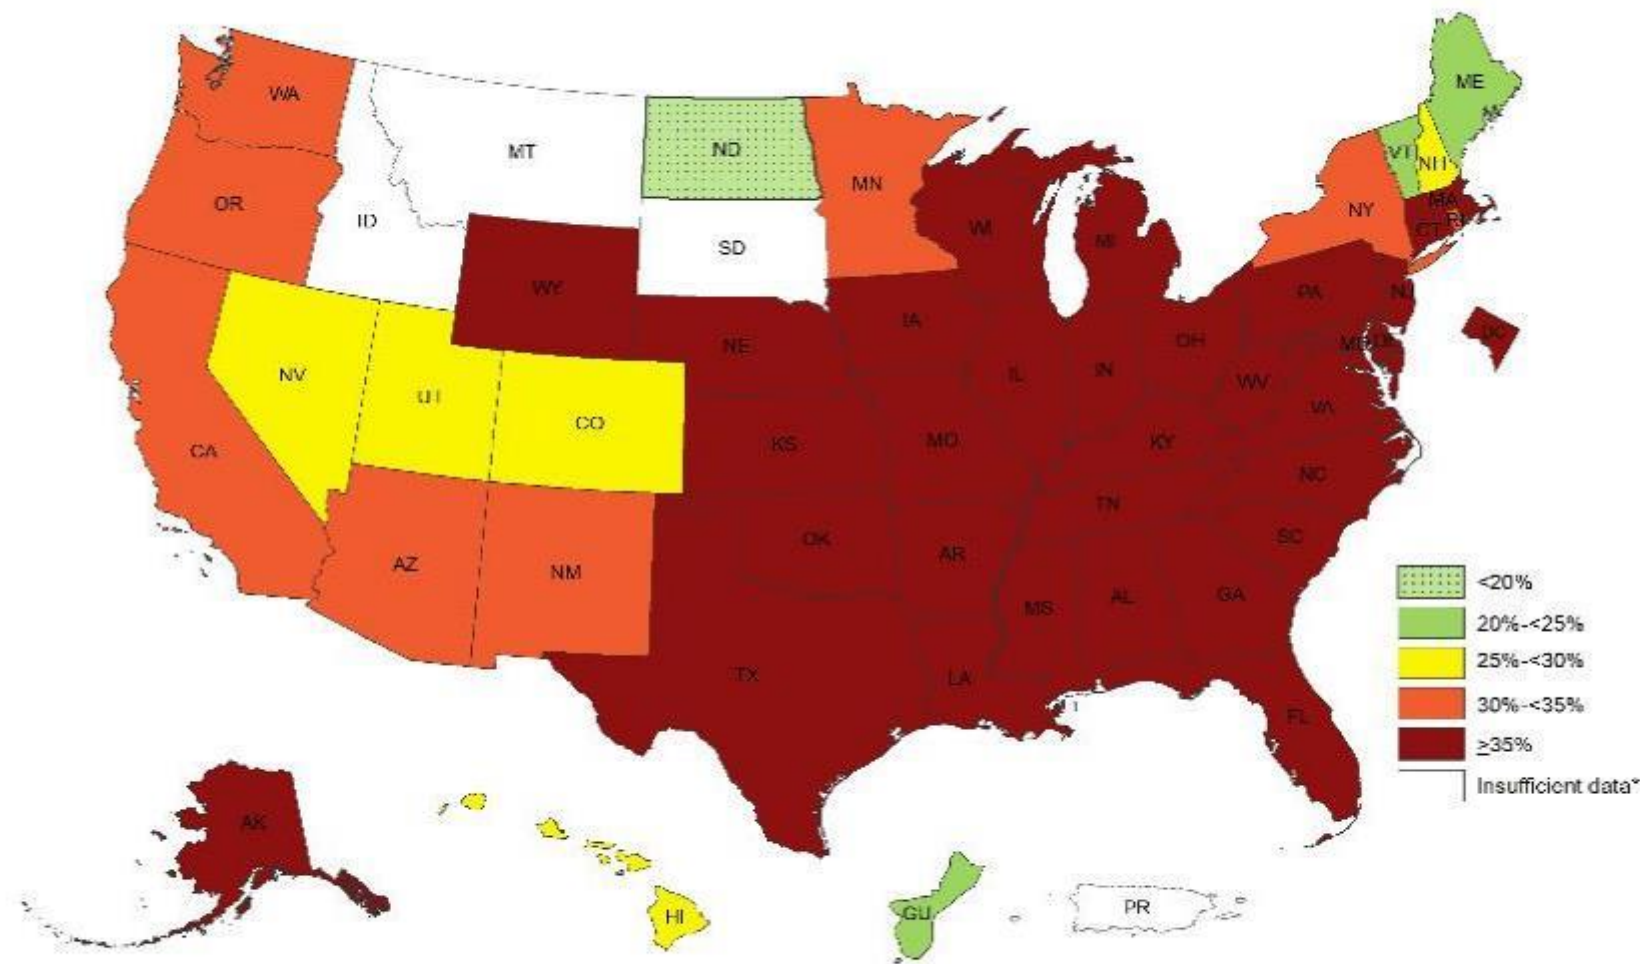 WA
ME
MT
ND
VT
NH
MN
OR
NY
MA
ID
RI
CT
WI
MI
SD
WY
PA
NJ
IA
NE
OH
DC
MD
DE
NV
IL
IN
WV
UT
VA
CO
KS
MO
KY
CA
NC
TN
SC
OK
AR
AZ
NM
GA
AL
MS
<20%
20%-<25%
25%-<30%
30%-<35%
≥35%
Insufficient data*
TX
LA
FL
AK
HI
GU
PR